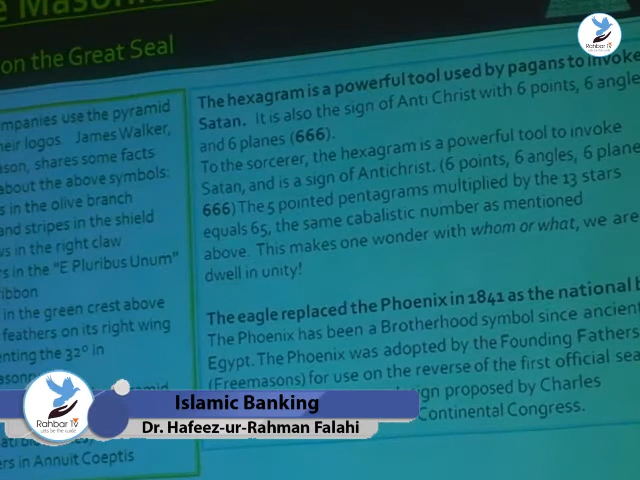 e Masonic
on the Great Seal
mpanies use the pyramid
heir logos. James Walker,
ason, shares some facts
about the above symbols:
s in the olive branch
and stripes in the shield
ws in the right claw
rs in the "E Pluribus Unum"
ribbon
in the green crest above
feathers on its right wing
enting the 32° in
asonry
ers in Annuit Coeptis
The hexagram is a powerful tool used by pagans to invoke
Satan. It is also the sign of Anti Christ with 6 points, 6 angles
and 6 planes (666).
To the sorcerer, the hexagram is a powerful tool to invoke
Satan, and is a sign of Antichrist. (6 points, 6 angles, 6 plane
666) The 5 pointed pentagrams multiplied by the 13 stars
equals 65, the same cabalistic number as mentioned
above. This makes one wonder with whom or what, we are
dwell in unity!
The eagle replaced the Phoenix in 1841 as the national b
The Phoenix has been a Brotherhood symbol since ancien
Egypt. The Phoenix was adopted by the Founding Fathers
(Freemasons) for use on the reverse of the first official sea
ign proposed by Charles
Continental Congress.
Rahbar TV
Islamic Banking
Dr. Hafeez-ur-Rahman Falahi
Rahbar TV